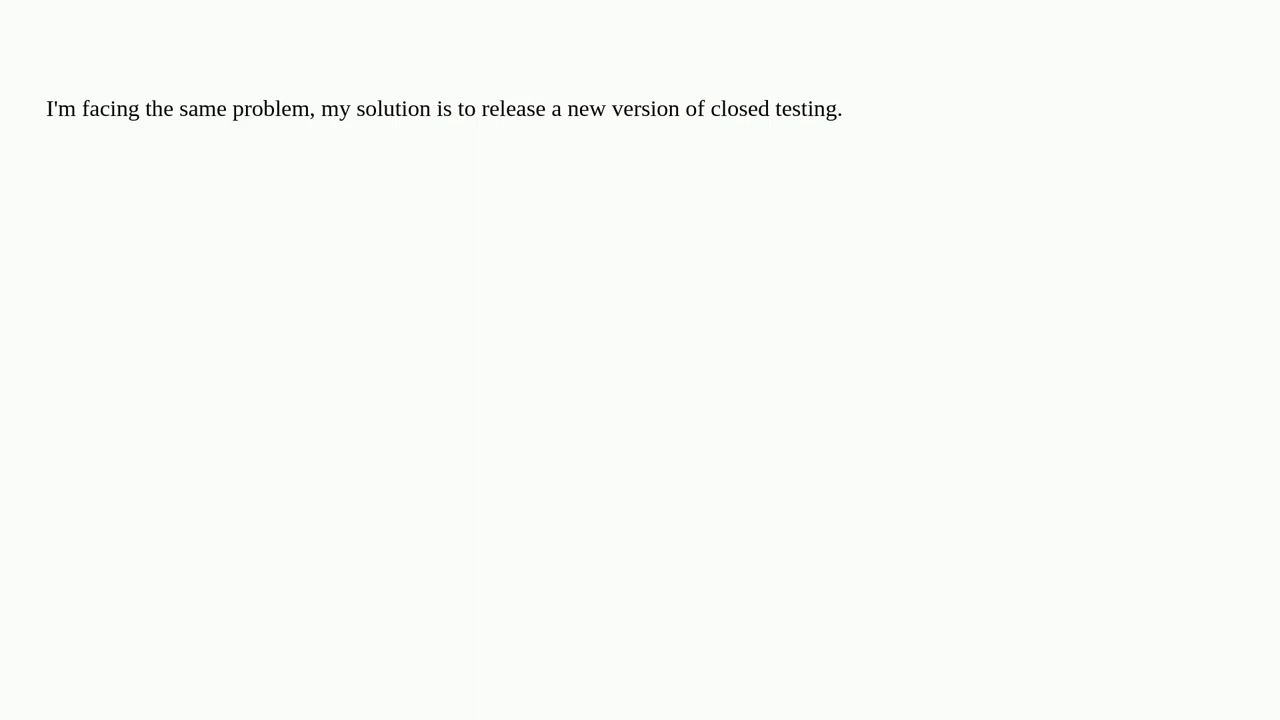 I'm facing the same problem, my solution is to release a new version of closed testing.